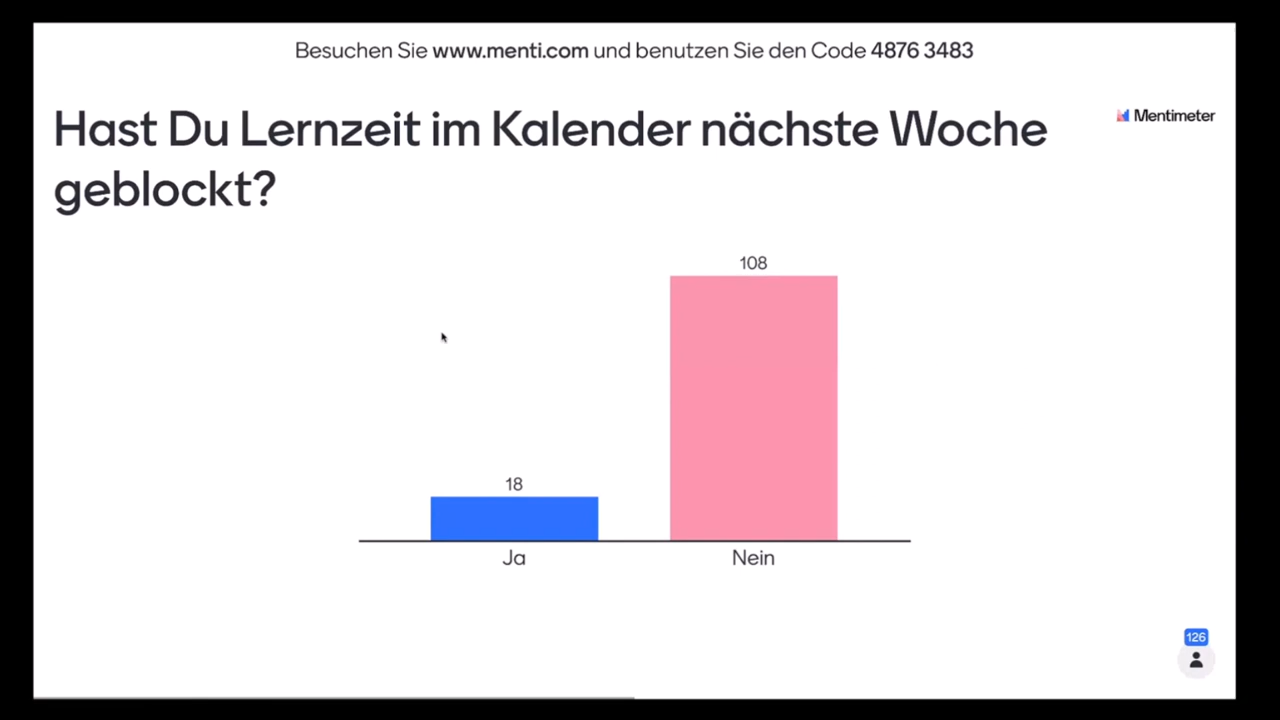 Besuchen Sie www.menti.com und benutzen Sie den Code 4876 3483
Hast Du Lernzeit im Kalender nächste Woche
geblockt?
Mentimeter
108
18
Ja
Nein
126